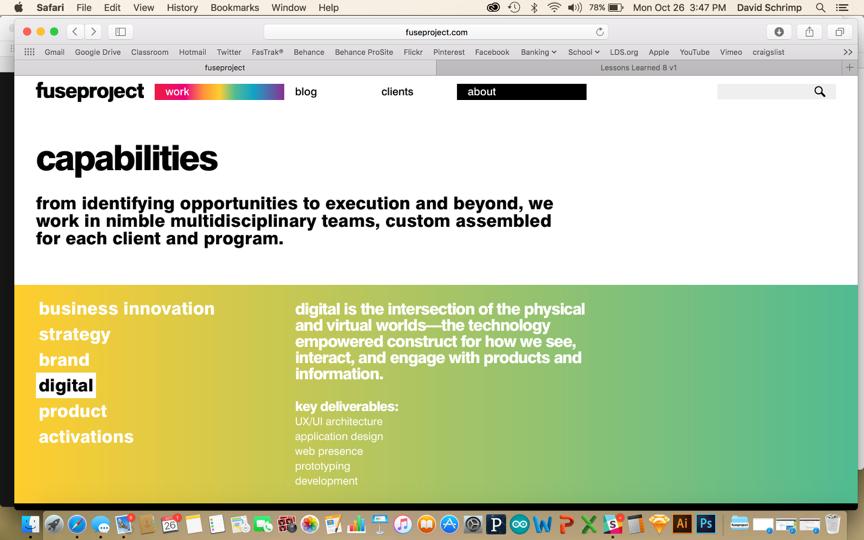 Safari File Edit View History Bookmarks Window Help 78% Mon Oct 26 3:47 PM David Schrimp
fuseproject.com
Gmail Google Drive Classroom Hotmail Twitter FasTrak® Behance Behance ProSite Flickr Pinterest Facebook Banking School LDS.org Apple YouTube Vimeo craigslist
fuseproject Lessons Learned 8 v1
fuseproject work blog clients about
capabilities
from identifying opportunities to execution and beyond, we
work in nimble multidisciplinary teams, custom assembled
for each client and program.
business innovation
strategy
brand
digital
product
activations
digital is the intersection of the physical
and virtual worlds—the technology
empowered construct for how we see,
interact, and engage with products and
information.
key deliverables:
UX/UI architecture
application design
web presence
prototyping
development
26
Ai
Ps